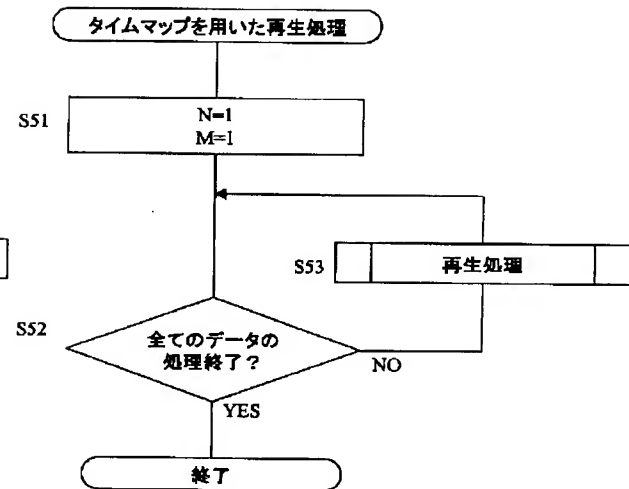 タイムマップを用いた再生処理
S51
N=1
M=1
S53
再生処理
S52
全てのデータの
処理終了？
NO
YES
終了